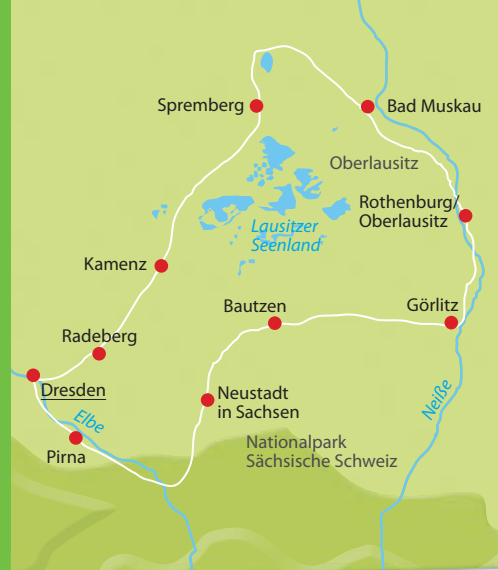 Spremberg
Bad Muskau
Oberlausitz
Rothenburg/
Oberlausitz
Lausitzer
Seenland
Kamenz
Bautzen
Görlitz
Radeberg
Dresden
Neustadt
in Sachsen
Elbe
Neiße
Pirna
Nationalpark
Sächsische Schweiz